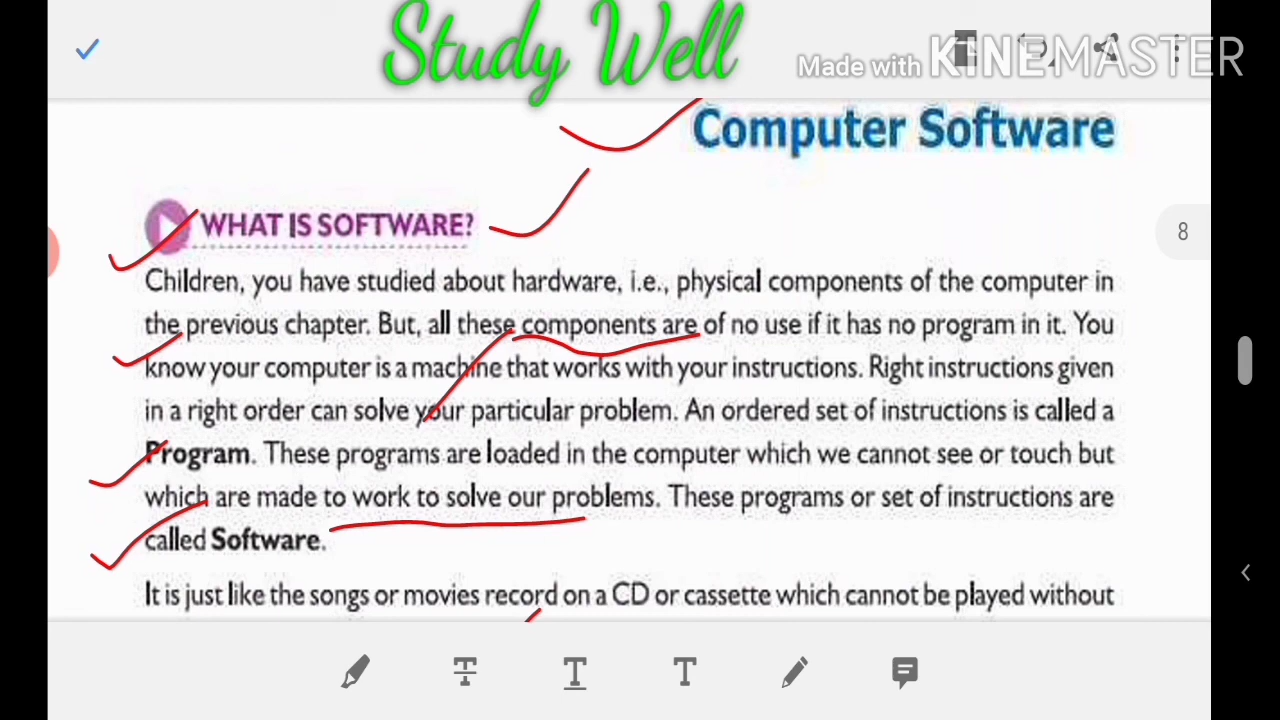 Study Well
Made with KINEMASTER
Computer Software
WHAT IS SOFTWARE?
8
Children, you have studied about hardware, i.e., physical components of the computer in
the previous chapter. But, all these components are of no use if it has no program in it. You
know your computer is a machine that works with your instructions. Right instructions given
in a right order can solve your particular problem. An ordered set of instructions is called a
Program. These programs are loaded in the computer which we cannot see or touch but
which are made to work to solve our problems. These programs or set of instructions are
called Software.
It is just like the songs or movies record on a CD or cassette which cannot be played without